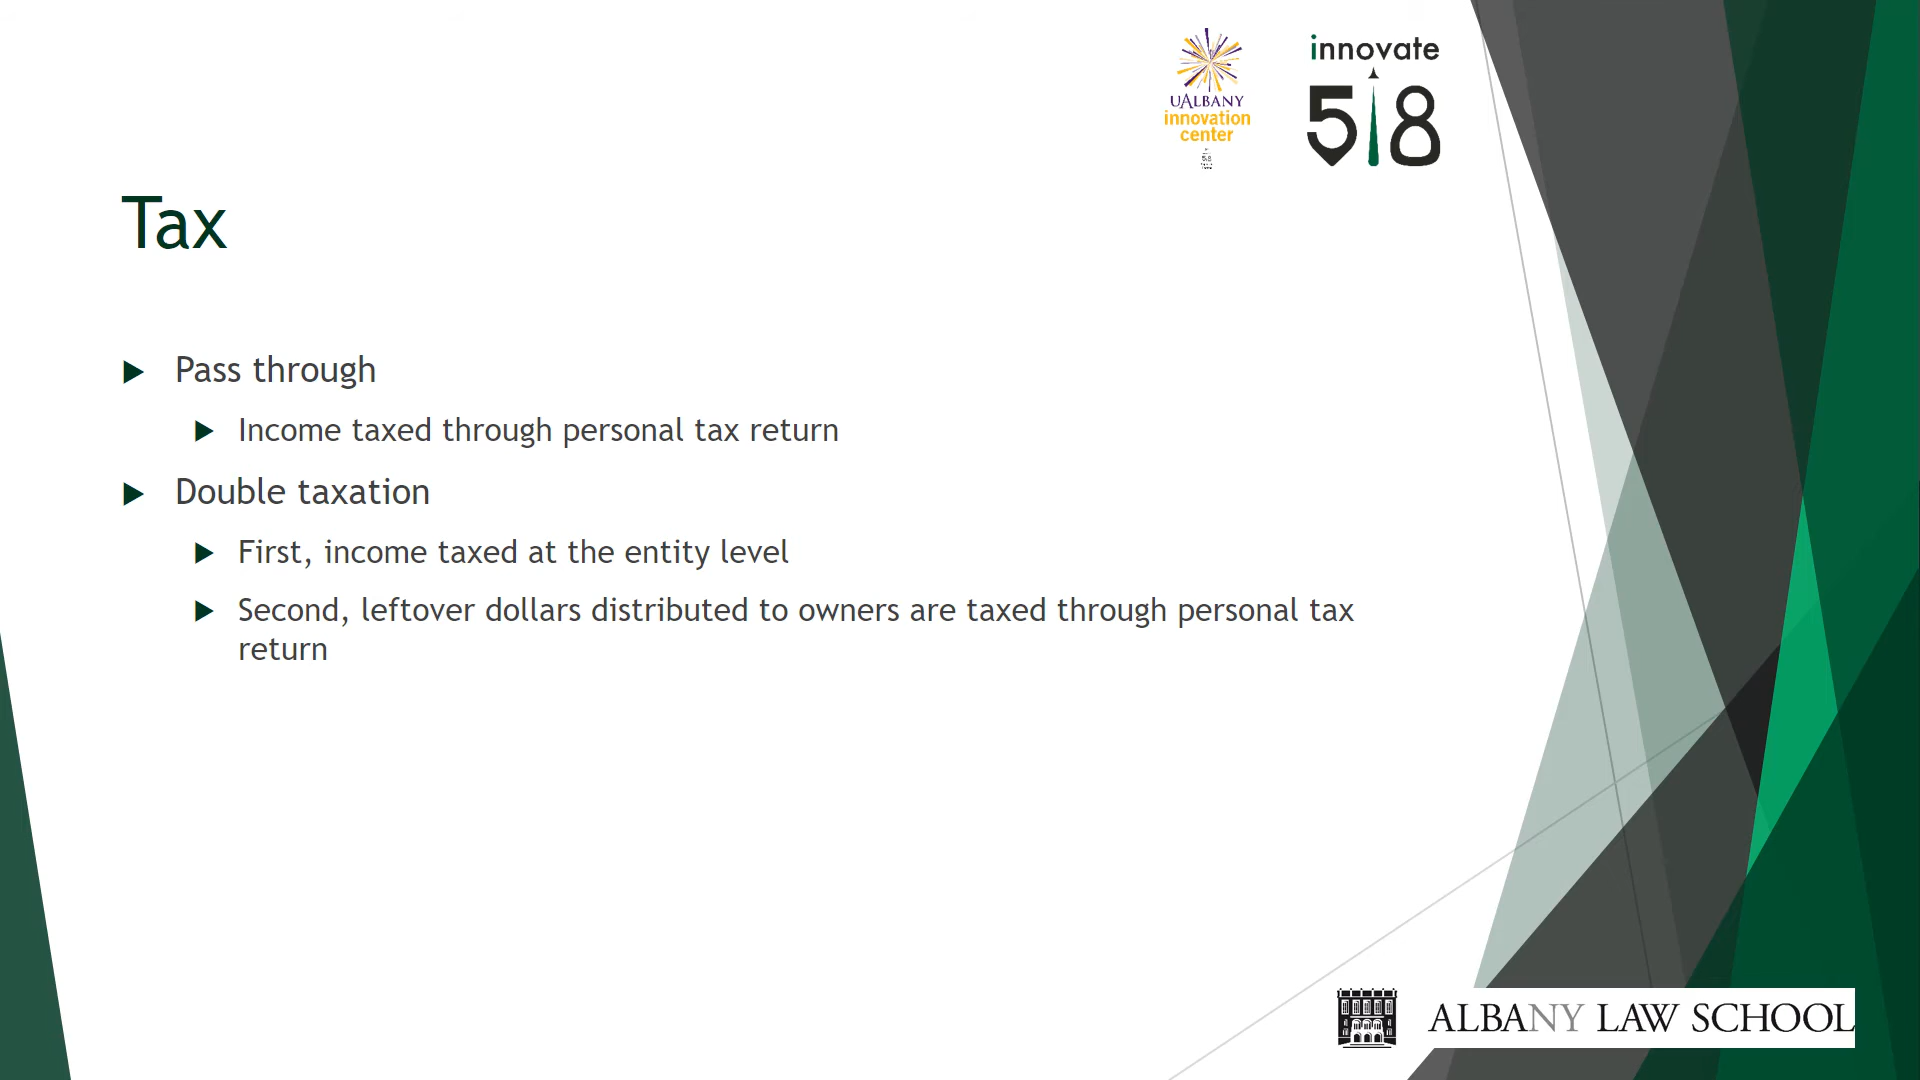 UALBANY
innovation
center
innovate
518
Tax
Pass through
Income taxed through personal tax return
Double taxation
First, income taxed at the entity level
Second, leftover dollars distributed to owners are taxed through personal tax
return
ALBANY LAW SCHOOL